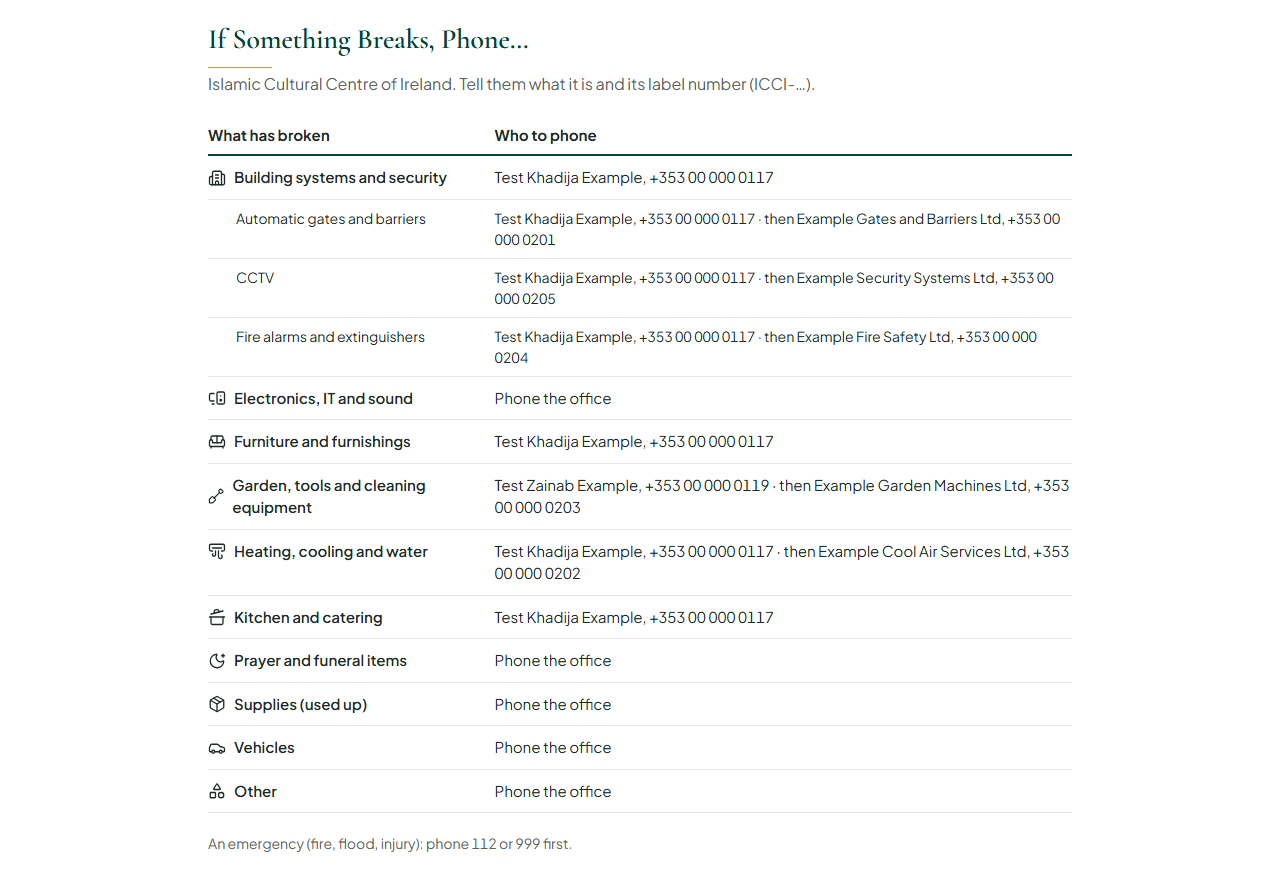 If Something Breaks, Phone...
Islamic Cultural Centre of Ireland. Tell them what it is and its label number (ICCI-…).
What has broken Who to phone
Building systems and security Test Khadija Example, +353 00 000 0117
Automatic gates and barriers Test Khadija Example, +353 00 000 0117 · then Example Gates and Barriers Ltd, +353 00
000 0201
CCTV Test Khadija Example, +353 00 000 0117 · then Example Security Systems Ltd, +353 00
000 0205
Fire alarms and extinguishers Test Khadija Example, +353 00 000 0117 · then Example Fire Safety Ltd, +353 00 000
0204
Electronics, IT and sound Phone the office
Furniture and furnishings Test Khadija Example, +353 00 000 0117
Garden, tools and cleaning Test Zainab Example, +353 00 000 0119 · then Example Garden Machines Ltd, +353
equipment 00 000 0203
Heating, cooling and water Test Khadija Example, +353 00 000 0117 · then Example Cool Air Services Ltd, +353
00 000 0202
Kitchen and catering Test Khadija Example, +353 00 000 0117
Prayer and funeral items Phone the office
Supplies (used up) Phone the office
Vehicles Phone the office
Other Phone the office
An emergency (fire, flood, injury): phone 112 or 999 first.